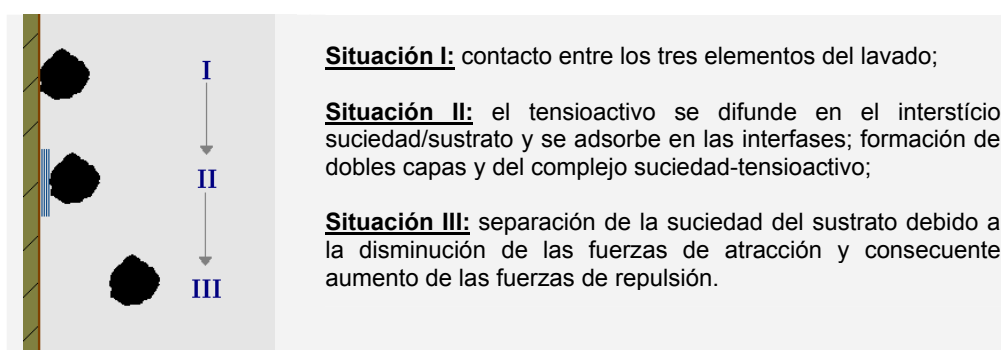 I
II
III
Situación I: contacto entre los tres elementos del lavado;
Situación II: el tensioactivo se difunde en el interstício
suciedad/sustrato y se adsorbe en las interfases; formación de
dobles capas y del complejo suciedad-tensioactivo;
Situación III: separación de la suciedad del sustrato debido a
la disminución de las fuerzas de atracción y consecuente
aumento de las fuerzas de repulsión.